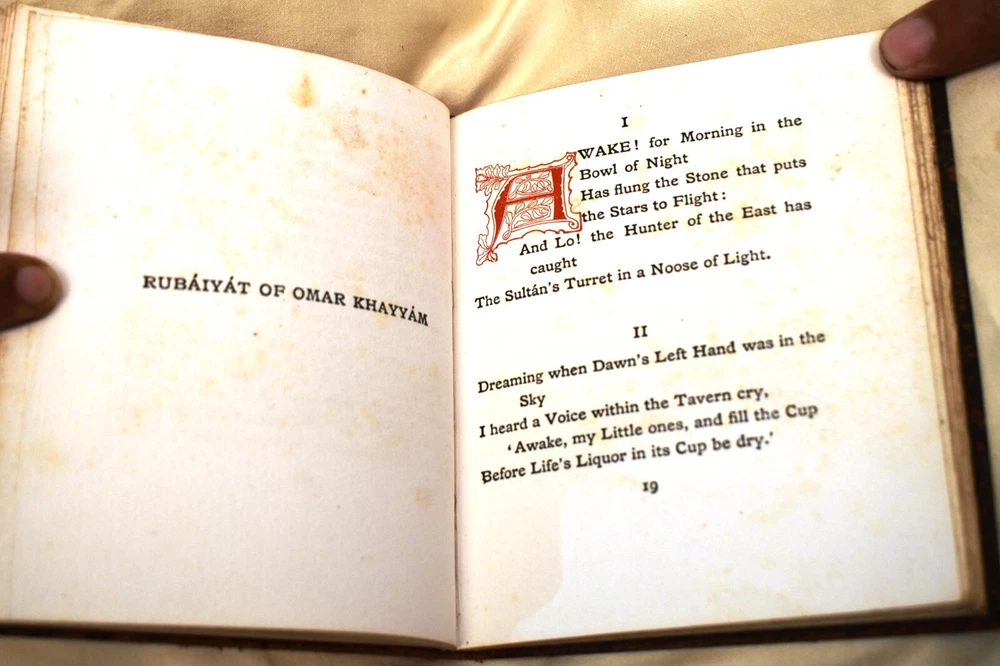 RUBÁIYÁT OF OMAR KHAYYÁM
I
AWAKE! for Morning in the
Bowl of Night
Has flung the Stone that puts
the Stars to Flight:
And Lo! the Hunter of the East has
caught
The Sultán's Turret in a Noose of Light.
II
Dreaming when Dawn's Left Hand was in the
Sky
I heard a Voice within the Tavern cry,
'Awake, my Little ones, and fill the Cup
Before Life's Liquor in its Cup be dry.'
19